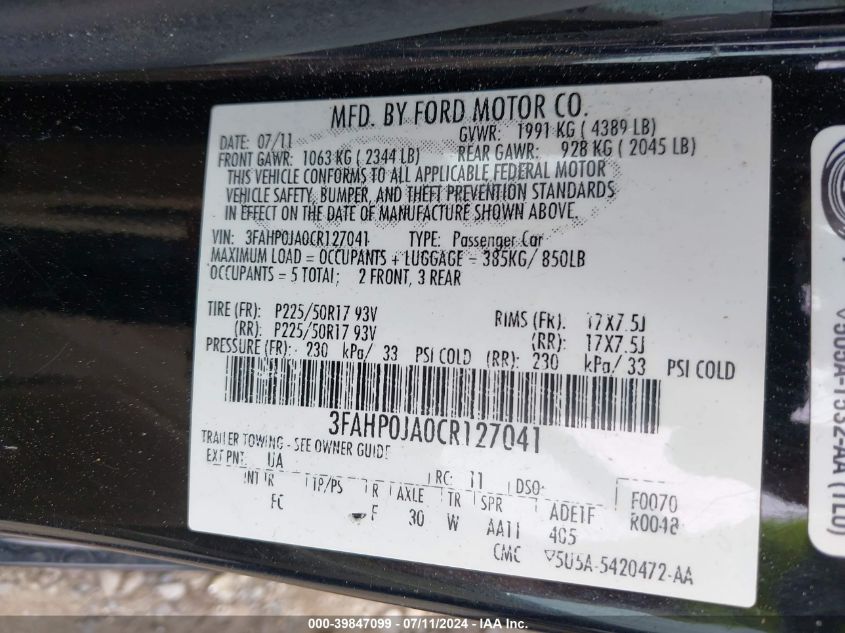 MFD. BY FORD MOTOR CO.
DATE: 07/11 GVWR: 1991 KG ( 4389 LB)
FRONT GAWR: 1063 KG ( 2344 LB) REAR GAWR: 928 KG ( 2045 LB)
THIS VEHICLE CONFORMS TO ALL APPLICABLE FEDERAL MOTOR
VEHICLE SAFETY, BUMPER, AND THEFT PREVENTION STANDARDS
IN EFFECT ON THE DATE OF MANUFACTURE SHOWN ABOVE.
VIN: 3FAHP0JA0CR127041 TYPE: Passenger Car
MAXIMUM LOAD = OCCUPANTS + LUGGAGE = 385KG/ 850LB
OCCUPANTS = 5 TOTAL; 2 FRONT, 3 REAR
TIRE (FR): P225/50R17 93V RIMS (FR): 17X7.5J
(RR): P225/50R17 93V (RR): 17X7.5J
PRESSURE (FR): 230 kPa/ 33 PSI COLD (RR): 230 kPa/ 33 PSI COLD
3FAHP0JA0CR127041
TRAILER TOWING - SEE OWNER GUIDE
EXT PNT: UA RC: 11 DSO: F0070
INT TR TP/PS R AXLE TR SPR ADE1F R0048
FC F 30 W AA11 405
CMC V5U5A-5420472-AA
V5U5A-1532-AA (TL0)
000-39847099 - 07/11/2024 - IAA Inc.